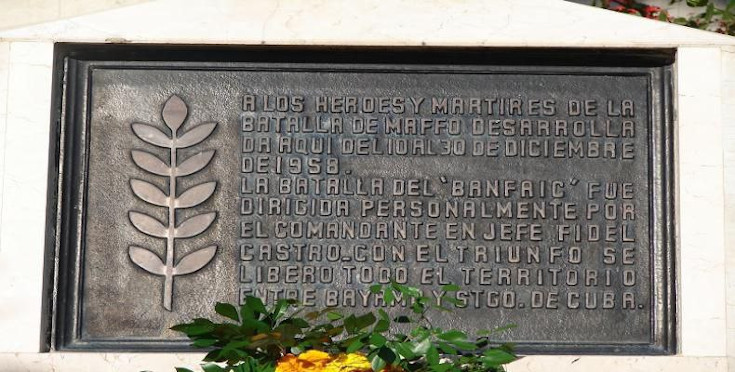 A LOS HEROES Y MARTIRES DE LA
BATALLA DE MAFFO DESARROLLA
DA AQUI DEL 10 AL 30 DE DICIEMBRE
DE 1958.
LA BATALLA DEL "BANFAIC" FUE
DIRIGIDA PERSONALMENTE POR
EL COMANDANTE EN JEFE FIDEL
CASTRO-CON EL TRIUNFO SE
LIBERO TODO EL TERRITORIO
ENTRE BAYAMO Y STGO. DE CUBA.